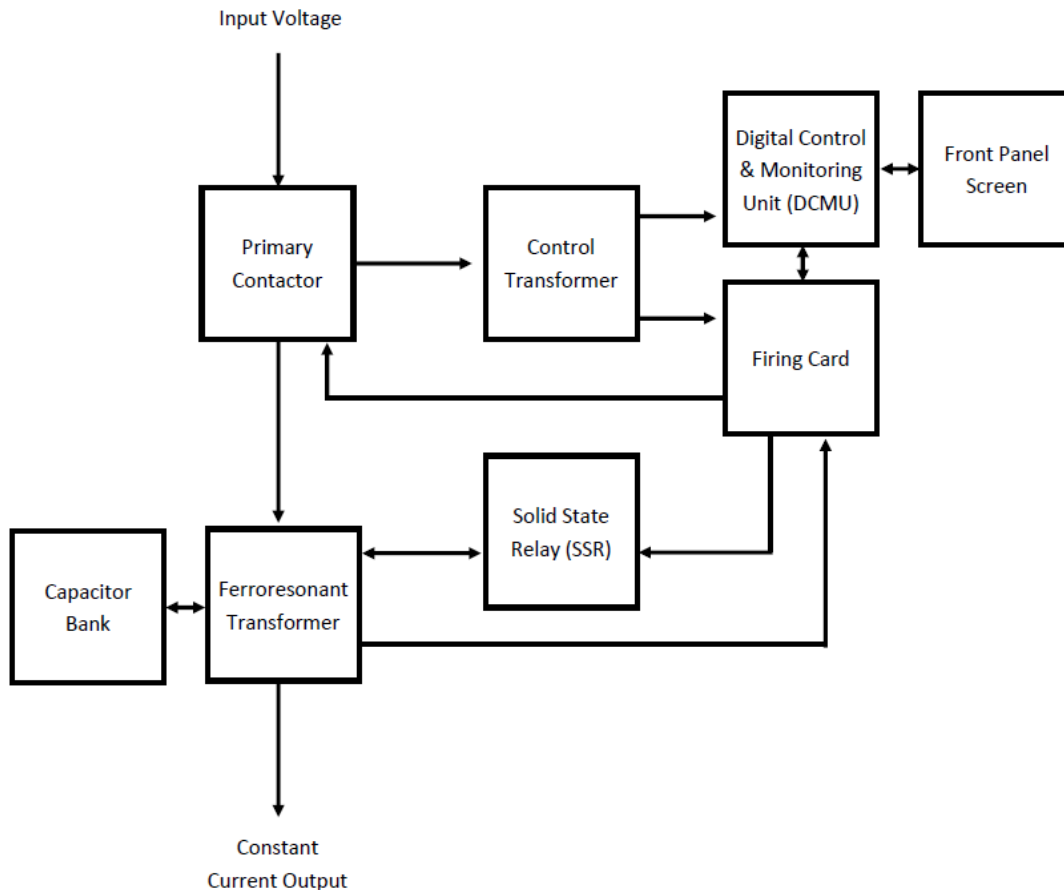 Input Voltage
Digital Control
& Monitoring
Unit (DCMU)
Front Panel
Screen
Primary
Contactor
Control
Transformer
Firing Card
Solid State
Relay (SSR)
Capacitor
Bank
Ferroresonant
Transformer
Constant
Current Output